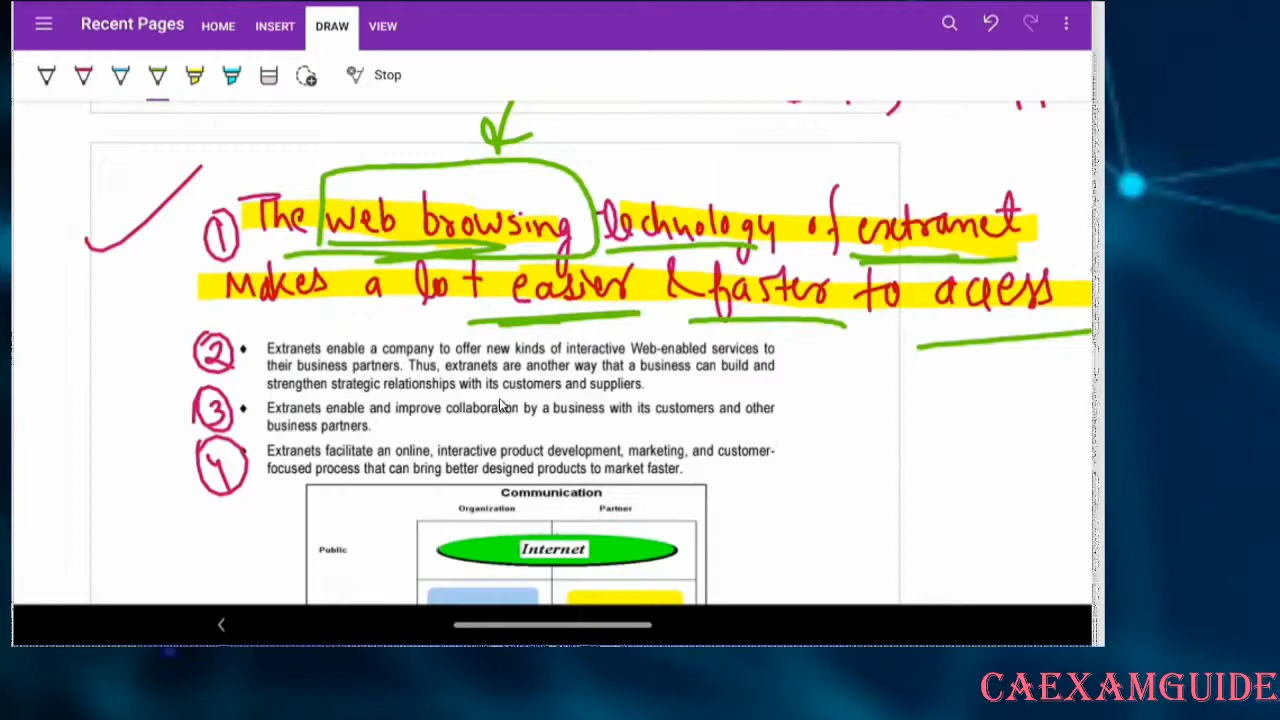 Recent Pages HOME INSERT DRAW VIEW
Stop
① The web browsing technology of extranet
makes a lot easier & faster to acess
② ♦ Extranets enable a company to offer new kinds of interactive Web-enabled services to
their business partners. Thus, extranets are another way that a business can build and
strengthen strategic relationships with its customers and suppliers.
③ ♦ Extranets enable and improve collaboration by a business with its customers and other
business partners.
④ Extranets facilitate an online, interactive product development, marketing, and customer-
focused process that can bring better designed products to market faster.
Communication
Organization Partner
Public Internet
CAEXAMGUIDE